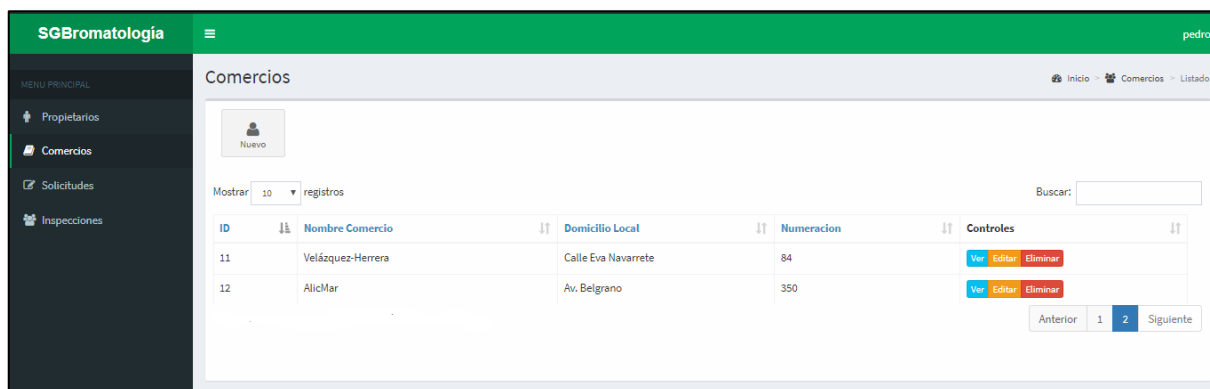 SGBromatología
pedro
MENU PRINCIPAL
Propietarios
Comercios
Solicitudes
Inspecciones
Comercios
Inicio > Comercios > Listado
Nuevo
Mostrar 10 registros
Buscar:
ID Nombre Comercio Domicilio Local Numeracion Controles
11 Velázquez-Herrera Calle Eva Navarrete 84 Ver Editar Eliminar
12 AlicMar Av. Belgrano 350 Ver Editar Eliminar
Anterior 1 2 Siguiente